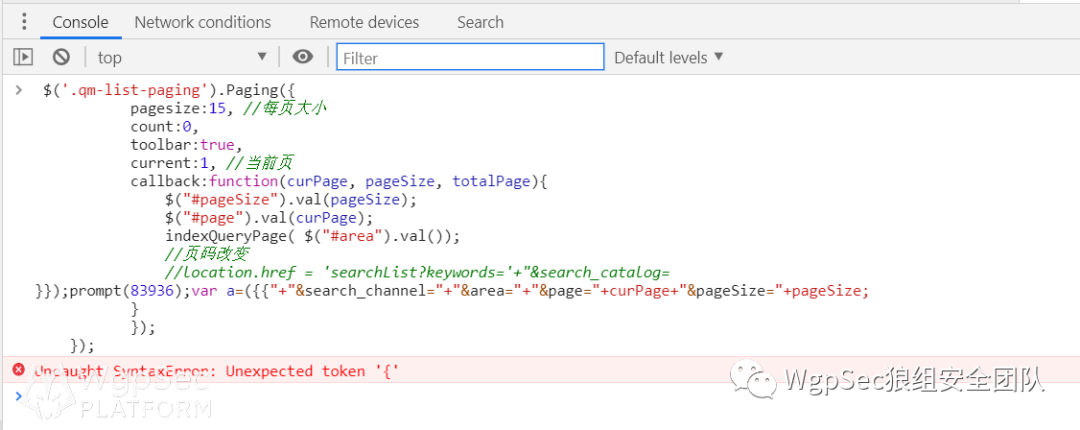 Console Network conditions Remote devices Search
top Filter Default levels
$('.qm-list-paging').Paging({
pagesize:15, //每页大小
count:0,
toolbar:true,
current:1, //当前页
callback:function(curPage, pageSize, totalPage){
$("#pageSize").val(pageSize);
$("#page").val(curPage);
indexQueryPage( $("#area").val());
//页码改变
//location.href = 'searchList?keywords='+"&search_catalog=
}});prompt(83936);var a=({{"+"&search_channel="+"&area="+"&page="+curPage+"&pageSize="+pageSize;
}
});
});
Uncaught SyntaxError: Unexpected token '{'
WgpSec
PLATFORM
WgpSec狼组安全团队